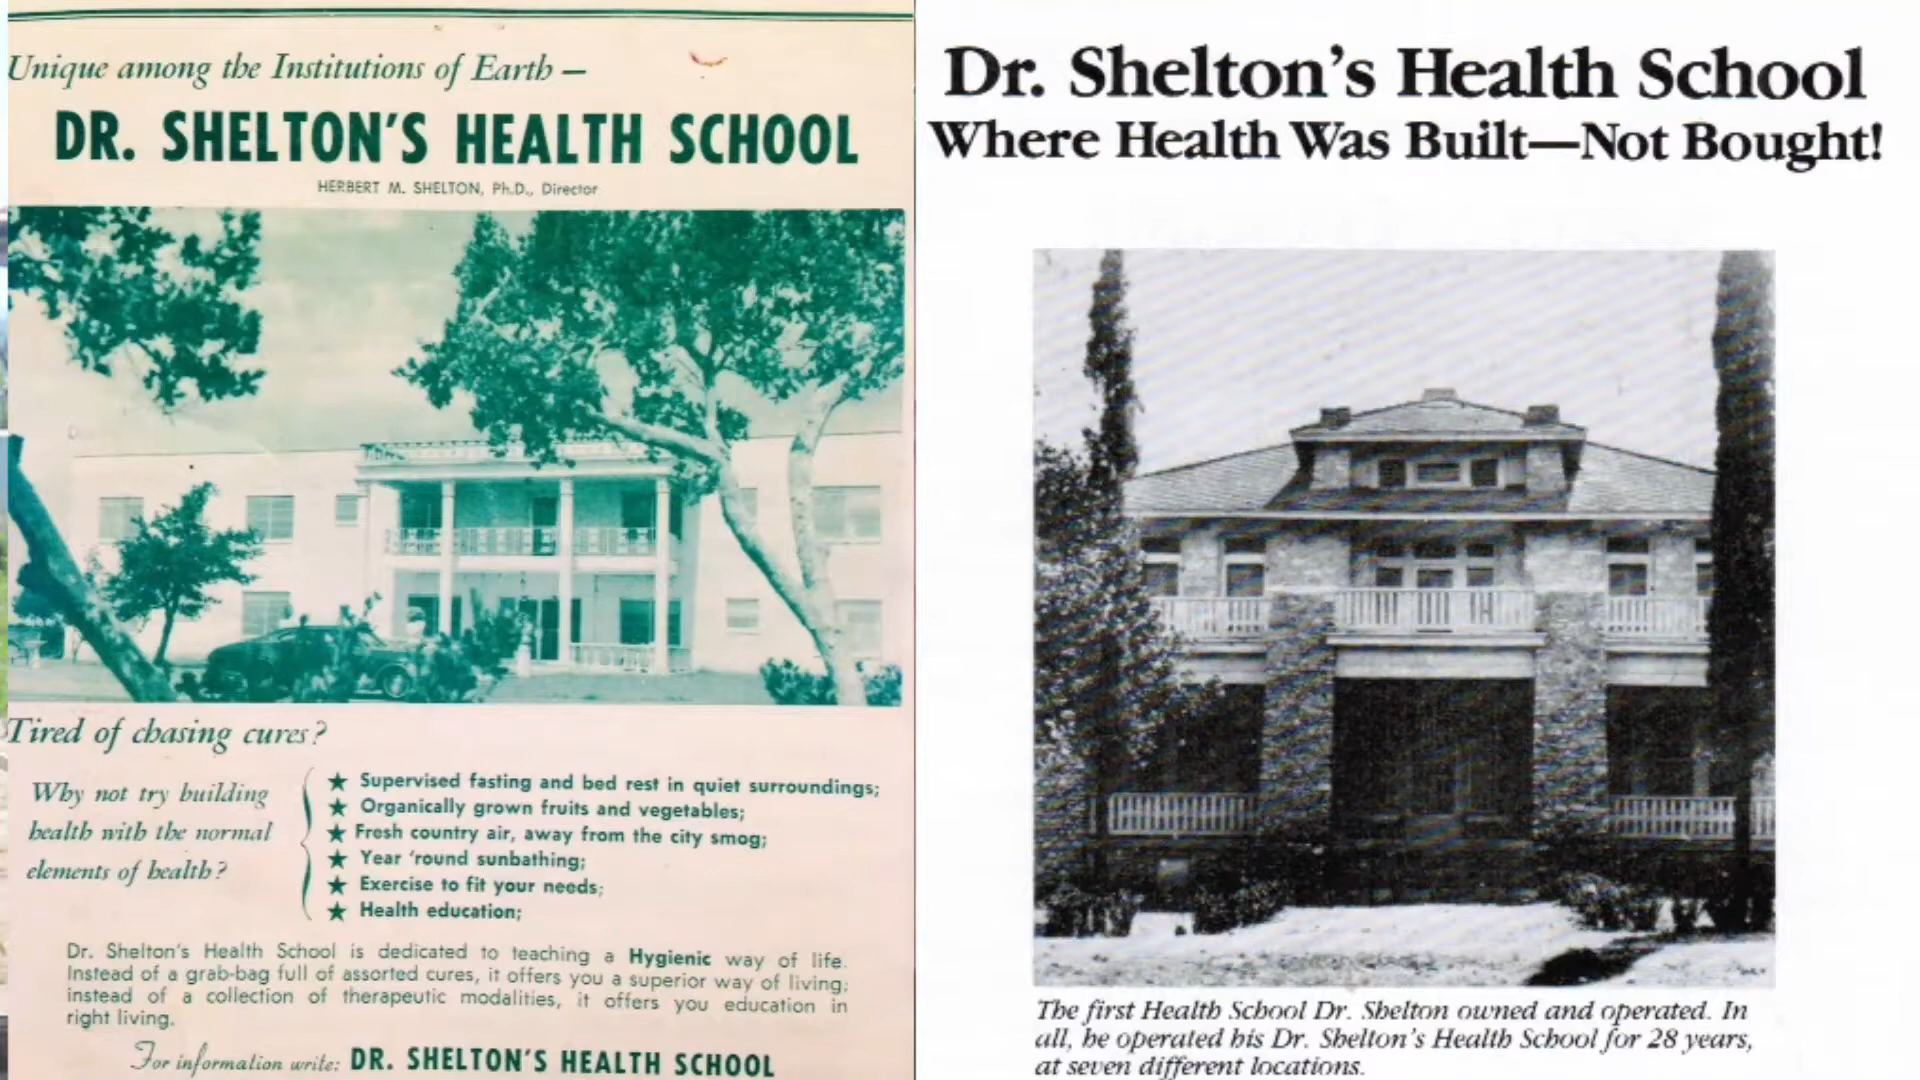 Unique among the Institutions of Earth —
DR. SHELTON'S HEALTH SCHOOL
HERBERT M. SHELTON, Ph.D., Director
Tired of chasing cures?
Why not try building
health with the normal
elements of health?
★ Supervised fasting and bed rest in quiet surroundings;
★ Organically grown fruits and vegetables;
★ Fresh country air, away from the city smog;
★ Year 'round sunbathing;
★ Exercise to fit your needs;
★ Health education;
Dr. Shelton's Health School is dedicated to teaching a Hygienic way of life.
Instead of a grab-bag full of assorted cures, it offers you a superior way of living;
instead of a collection of therapeutic modalities, it offers you education in
right living.
For information write: DR. SHELTON'S HEALTH SCHOOL
Dr. Shelton's Health School
Where Health Was Built—Not Bought!
The first Health School Dr. Shelton owned and operated. In
all, he operated his Dr. Shelton's Health School for 28 years,
at seven different locations.